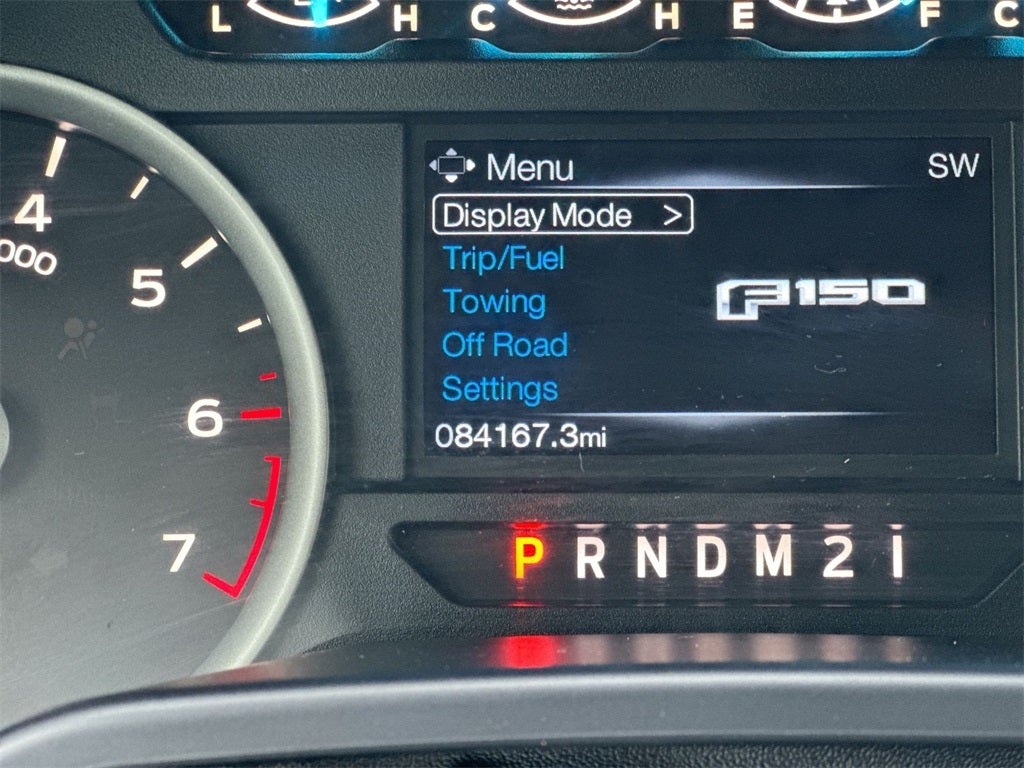 L H C H E F C
4
000
5
6
7
Menu SW
Display Mode >
Trip/Fuel
F150
Towing
Off Road
Settings
084167.3mi
P R N D M 2 1